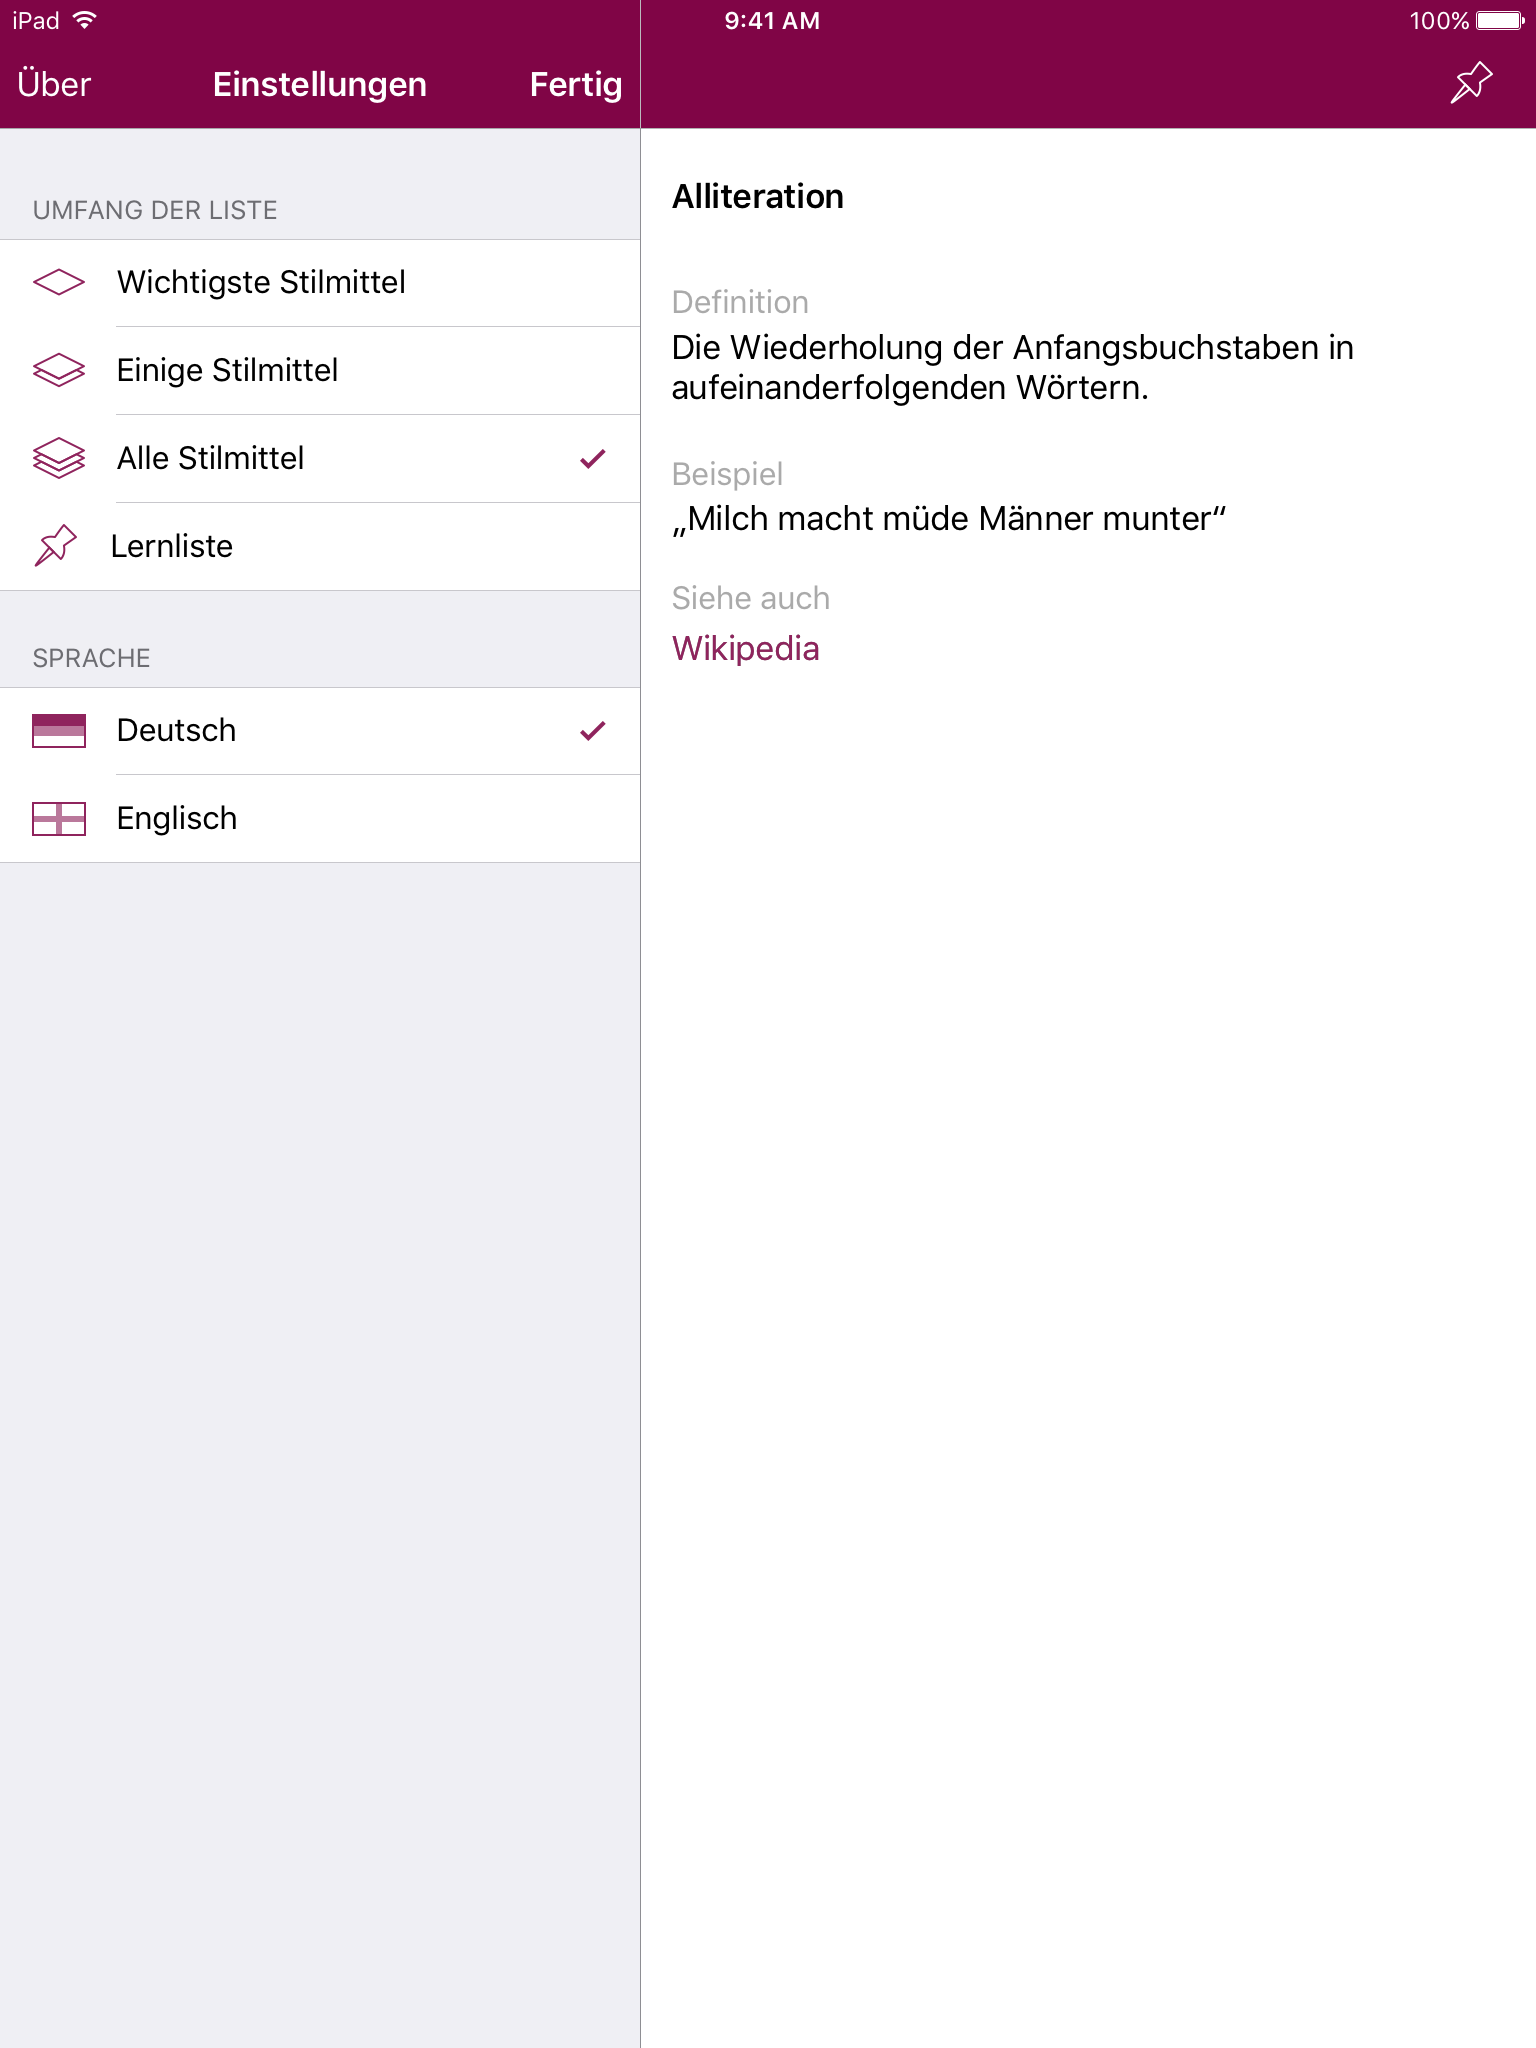 iPad
9:41 AM
100%
Über
Einstellungen
Fertig
UMFANG DER LISTE
Wichtigste Stilmittel
Einige Stilmittel
Alle Stilmittel
Lernliste
SPRACHE
Deutsch
Englisch
Alliteration
Definition
Die Wiederholung der Anfangsbuchstaben in
aufeinanderfolgenden Wörtern.
Beispiel
„Milch macht müde Männer munter“
Siehe auch
Wikipedia